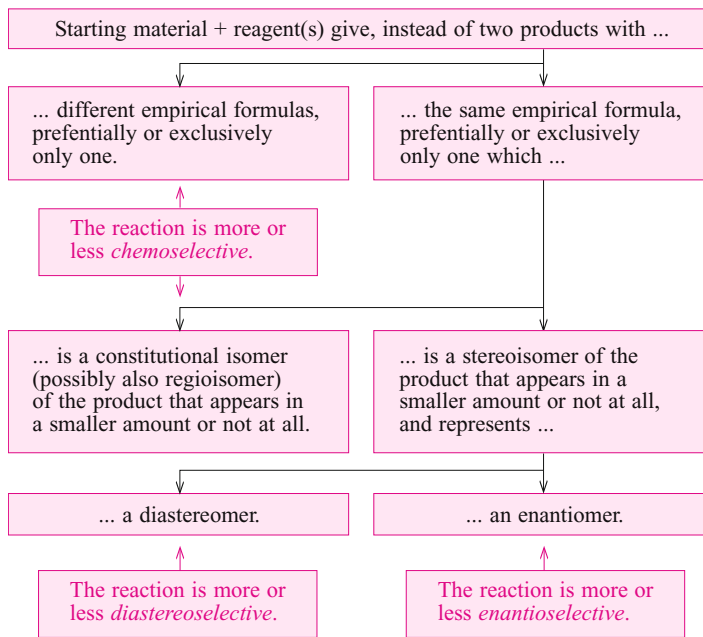 Starting material + reagent(s) give, instead of two products with ...
... different empirical formulas,
prefentially or exclusively
only one.
... the same empirical formula,
prefentially or exclusively
only one which ...
The reaction is more or
less chemoselective.
... is a constitutional isomer
(possibly also regioisomer)
of the product that appears in
a smaller amount or not at all.
... is a stereoisomer of the
product that appears in a
smaller amount or not at all,
and represents ...
... a diastereomer.
... an enantiomer.
The reaction is more or
less diastereoselective.
The reaction is more or
less enantioselective.